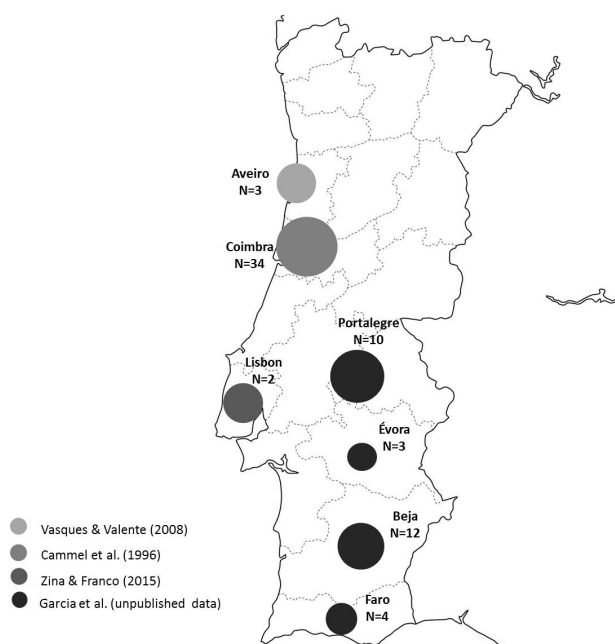 Aveiro
N=3
Coimbra
N=34
Portalegre
N=10
Lisbon
N=2
Évora
N=3
Beja
N=12
Faro
N=4
Vasques & Valente (2008)
Cammel et al. (1996)
Zina & Franco (2015)
Garcia et al. (unpublished data)